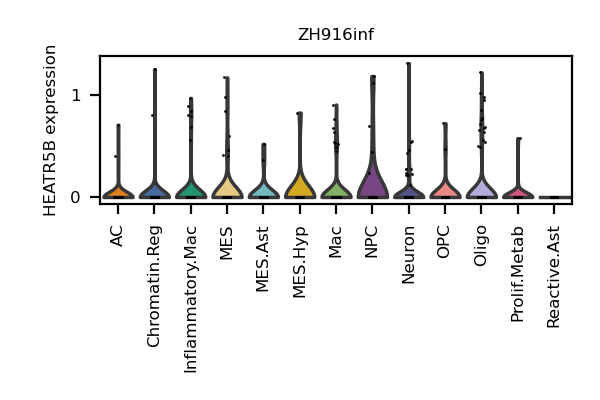 ZH916inf
HEATR5B expression
1
0
AC
Chromatin.Reg
Inflammatory.Mac
MES
MES.Ast
MES.Hyp
Mac
NPC
Neuron
OPC
Oligo
Prolif.Metab
Reactive.Ast